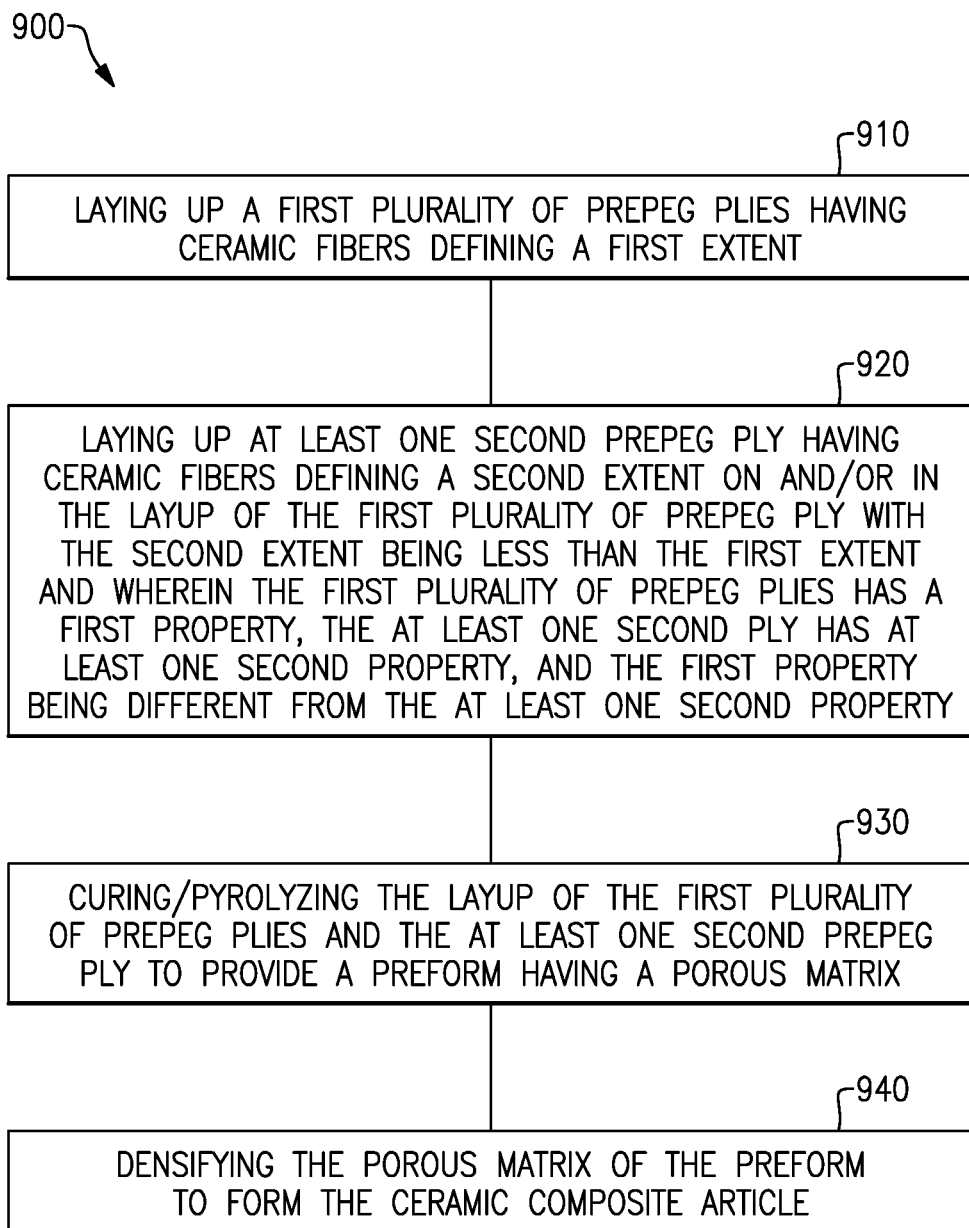 900
910
LAYING UP A FIRST PLURALITY OF PREPEG PLIES HAVING
CERAMIC FIBERS DEFINING A FIRST EXTENT
920
LAYING UP AT LEAST ONE SECOND PREPEG PLY HAVING
CERAMIC FIBERS DEFINING A SECOND EXTENT ON AND/OR IN
THE LAYUP OF THE FIRST PLURALITY OF PREPEG PLY WITH
THE SECOND EXTENT BEING LESS THAN THE FIRST EXTENT
AND WHEREIN THE FIRST PLURALITY OF PREPEG PLIES HAS A
FIRST PROPERTY, THE AT LEAST ONE SECOND PLY HAS AT
LEAST ONE SECOND PROPERTY, AND THE FIRST PROPERTY
BEING DIFFERENT FROM THE AT LEAST ONE SECOND PROPERTY
930
CURING/PYROLYZING THE LAYUP OF THE FIRST PLURALITY
OF PREPEG PLIES AND THE AT LEAST ONE SECOND PREPEG
PLY TO PROVIDE A PREFORM HAVING A POROUS MATRIX
940
DENSIFYING THE POROUS MATRIX OF THE PREFORM
TO FORM THE CERAMIC COMPOSITE ARTICLE